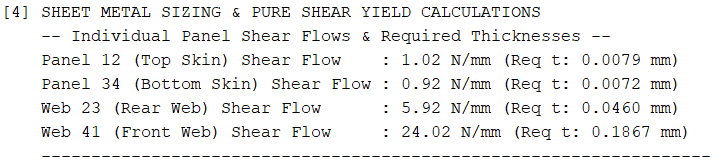 [4] SHEET METAL SIZING & PURE SHEAR YIELD CALCULATIONS
-- Individual Panel Shear Flows & Required Thicknesses --
Panel 12 (Top Skin) Shear Flow    : 1.02 N/mm (Req t: 0.0079 mm)
Panel 34 (Bottom Skin) Shear Flow : 0.92 N/mm (Req t: 0.0072 mm)
Web 23 (Rear Web) Shear Flow      : 5.92 N/mm (Req t: 0.0460 mm)
Web 41 (Front Web) Shear Flow     : 24.02 N/mm (Req t: 0.1867 mm)
-------------------------------------------------------------------